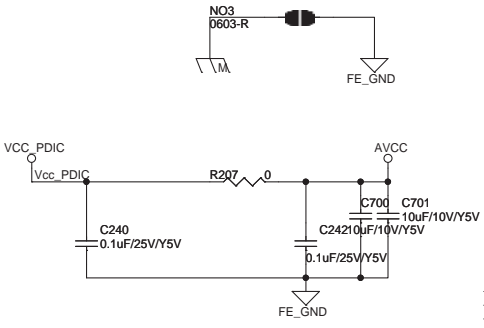 NO3
0603-R
M
FE_GND
VCC_PDIC
AVCC
Vcc_PDIC
R207 0
C700 C701
10uF/10V/Y5V
C240
C242 10uF/10V/Y5V
0.1uF/25V/Y5V
0.1uF/25V/Y5V
FE_GND